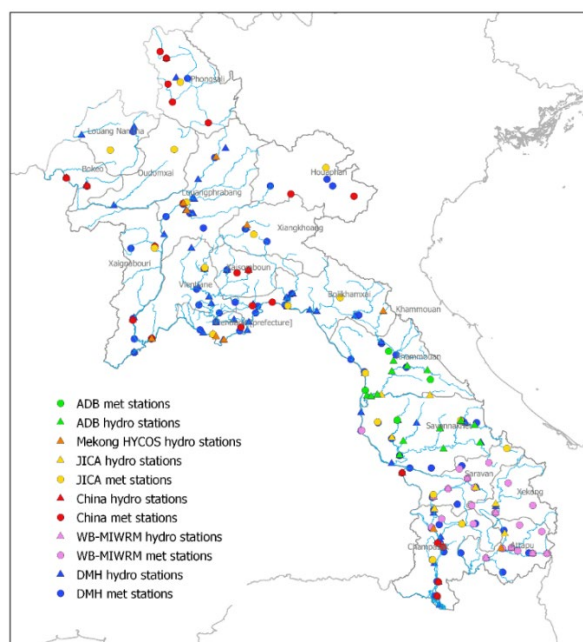 Phongsali
Louang Namtha
Bokeo
Oudomxai
Houaphan
Louangphrabang
Xiangkhoang
Xaignabouri
Vientiane
Bolikhamxai
Khammouan
Khammouan
Savannakhet
Saravan
Xekong
Champasak
Attapu
ADB met stations
ADB hydro stations
Mekong HYCOS hydro stations
JICA hydro stations
JICA met stations
China hydro stations
China met stations
WB-MIWRM hydro stations
WB-MIWRM met stations
DMH hydro stations
DMH met stations